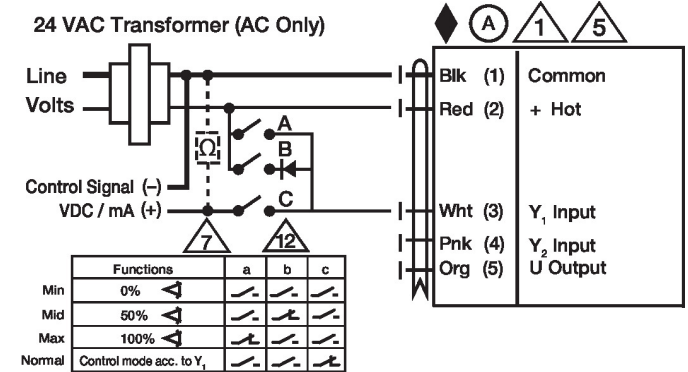 24 VAC Transformer (AC Only)
A 1 5
Line
Volts
Blk (1) Common
Red (2) + Hot
A
B
Ω
Control Signal (–)
VDC / mA (+)
C
Wht (3) Y1 Input
Pnk (4) Y2 Input
Org (5) U Output
7 12
Functions a b c
Min 0%
Mid 50%
Max 100%
Normal Control mode acc. to Y1